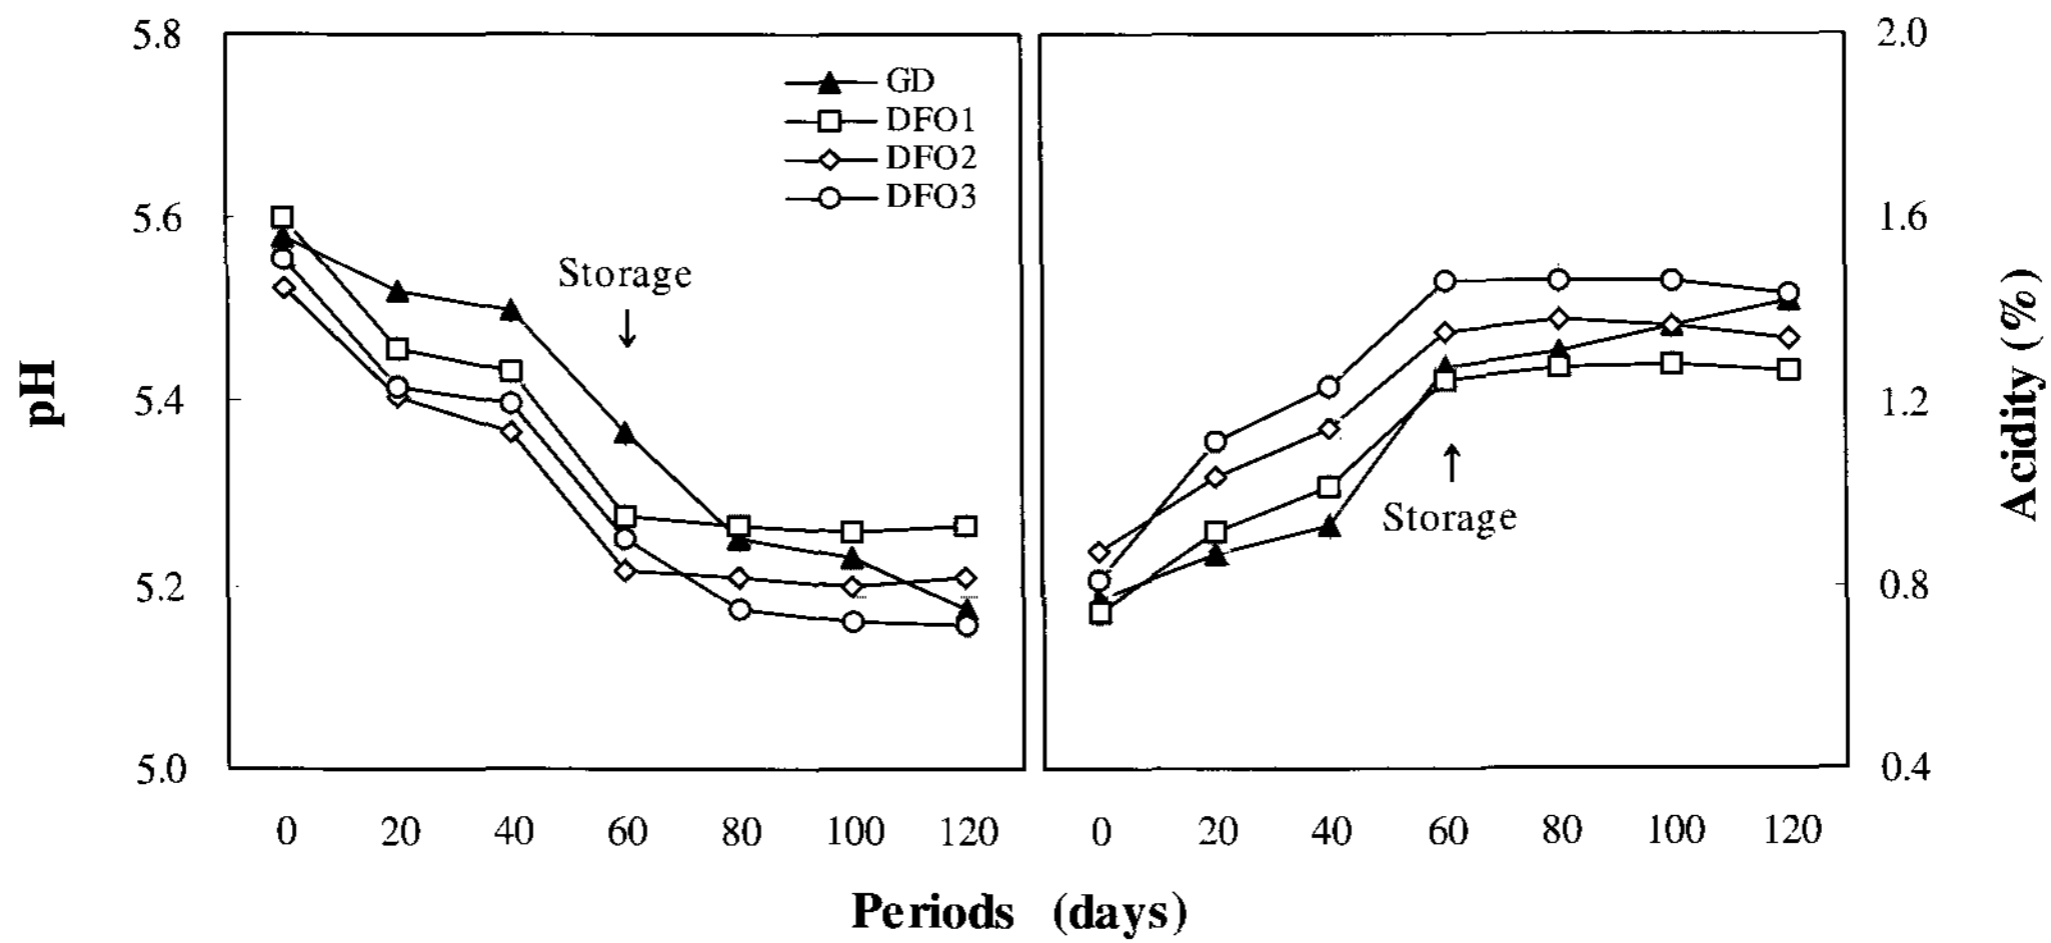 5.8
5.6
5.4
5.2
5.0
pH
GD
DFO1
DFO2
DFO3
Storage
↓
0 20 40 60 80 100 120
↑
Storage
0 20 40 60 80 100 120
2.0
1.6
1.2
0.8
0.4
Acidity (%)
Periods (days)